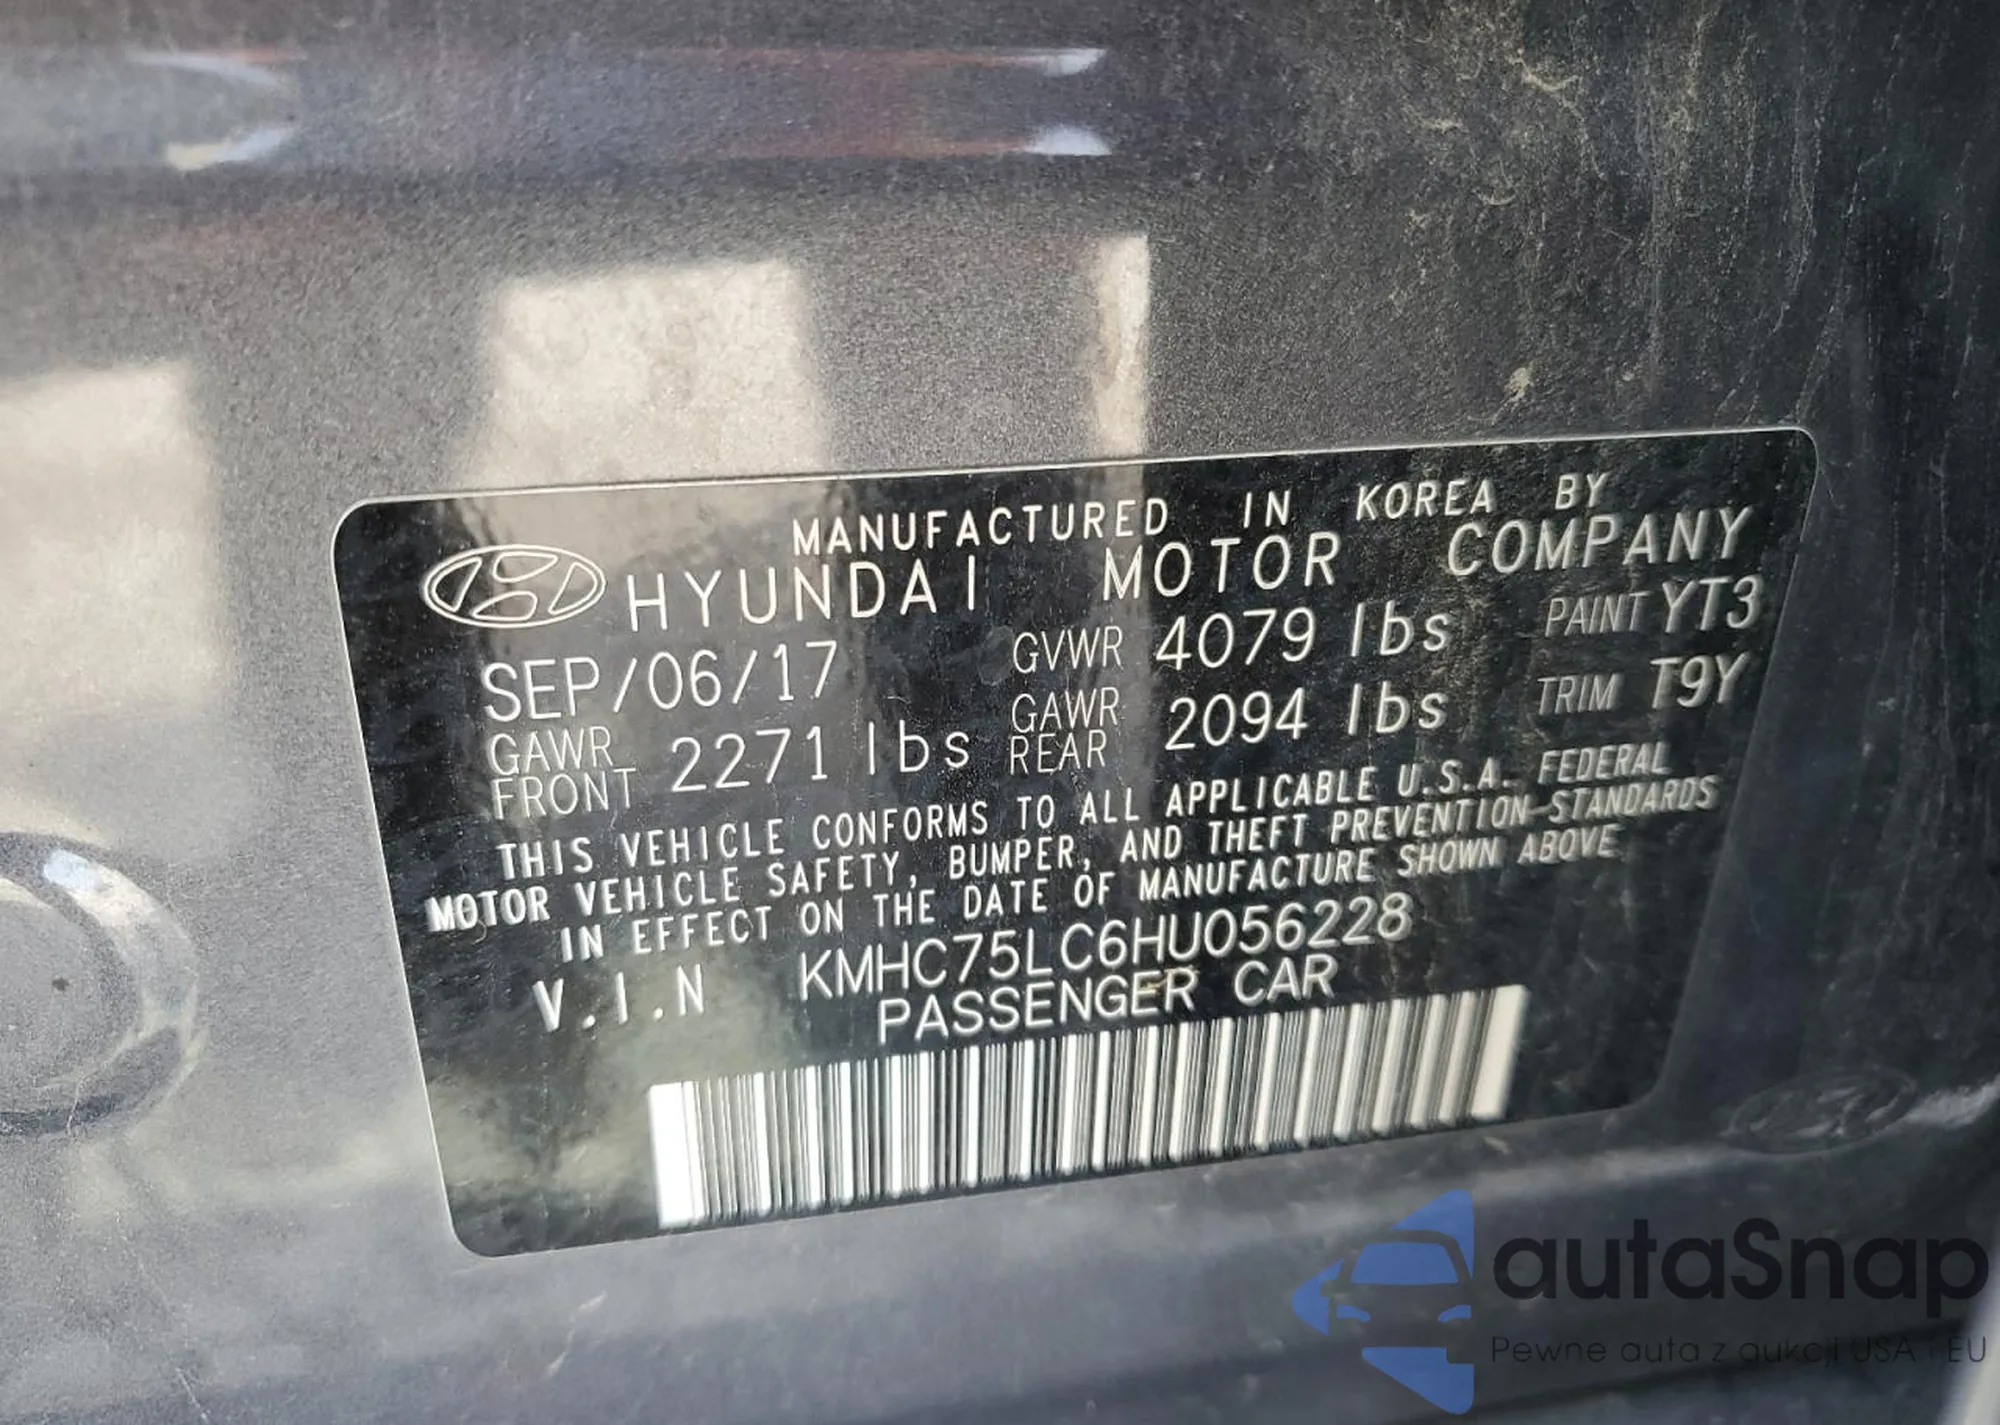 MANUFACTURED IN KOREA BY
HYUNDAI MOTOR COMPANY
SEP/06/17 GVWR 4079 lbs PAINT YT3
GAWR FRONT 2271 lbs GAWR REAR 2094 lbs TRIM T9Y
THIS VEHICLE CONFORMS TO ALL APPLICABLE U.S.A. FEDERAL
MOTOR VEHICLE SAFETY, BUMPER, AND THEFT PREVENTION STANDARDS
IN EFFECT ON THE DATE OF MANUFACTURE SHOWN ABOVE
V.I.N KMHC75LC6HU056228
PASSENGER CAR
autaSnap
Pewne auta z aukcji USA i EU